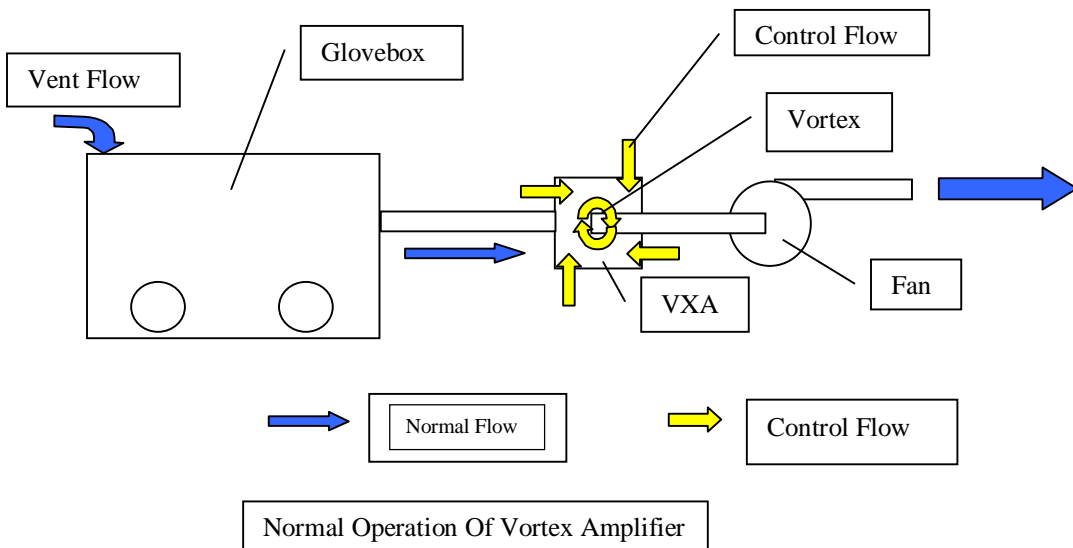 Control Flow
Glovebox
Vent Flow
Vortex
Fan
VXA
Normal Flow
Control Flow
Normal Operation Of Vortex Amplifier